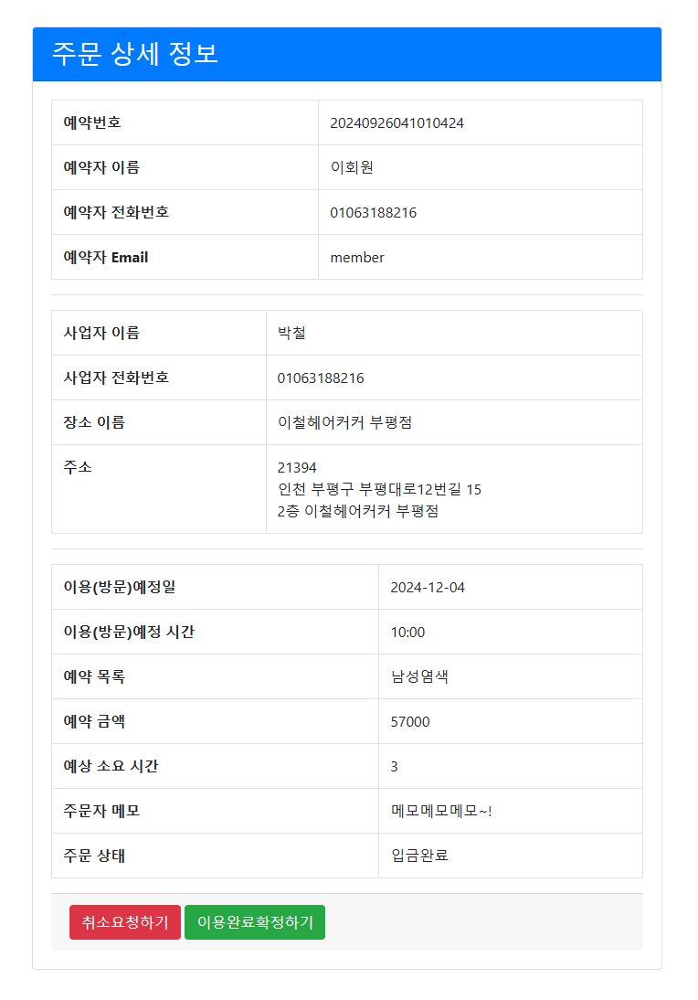 주문 상세 정보
예약번호 20240926041010424
예약자 이름 이회원
예약자 전화번호 01063188216
예약자 Email member
사업자 이름 박철
사업자 전화번호 01063188216
장소 이름 이철헤어커커 부평점
주소 21394
인천 부평구 부평대로12번길 15
2층 이철헤어커커 부평점
이용(방문)예정일 2024-12-04
이용(방문)예정 시간 10:00
예약 목록 남성염색
예약 금액 57000
예상 소요 시간 3
주문자 메모 메모메모메모~!
주문 상태 입금완료
취소요청하기 이용완료확정하기